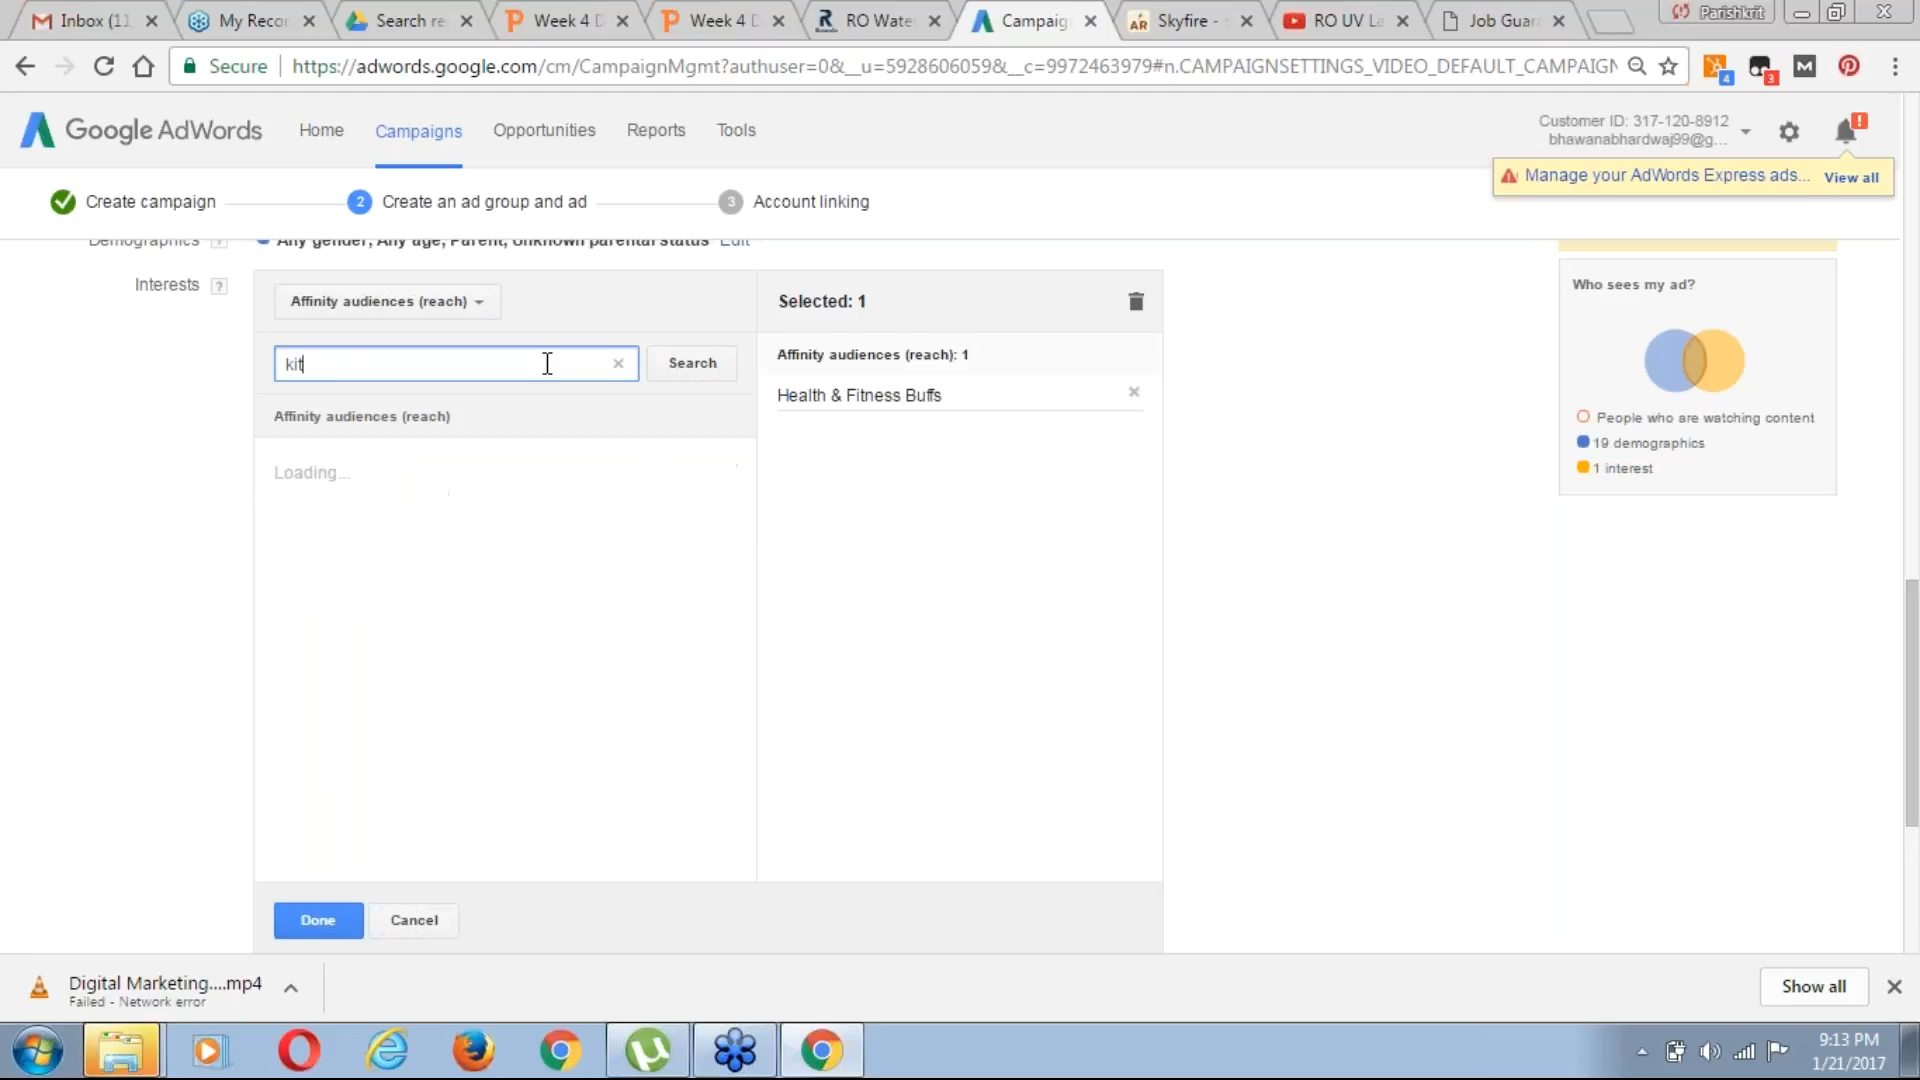 Inbox (11
My Recor
Search re
Week 4 D
Week 4 D
RO Wate
Campaig
Skyfire - s
RO UV La
Job Guar
Parishkrit
Secure
https://adwords.google.com/cm/CampaignMgmt?authuser=0&__u=5928606059&__c=9972463979#n.CAMPAIGNSETTINGS_VIDEO_DEFAULT_CAMPAIGN
4
3
Google AdWords
Home
Campaigns
Opportunities
Reports
Tools
Customer ID: 317-120-8912
bhawanabhardwaj99@g...
Manage your AdWords Express ads...
View all
Create campaign
2 Create an ad group and ad
3 Account linking
Demographics ?
Any gender, Any age, Parent, Unknown parental status Edit
Interests ?
Affinity audiences (reach)
Selected: 1
kit
Search
Affinity audiences (reach): 1
Health & Fitness Buffs
Affinity audiences (reach)
Loading...
Who sees my ad?
People who are watching content
19 demographics
1 interest
Done
Cancel
Digital Marketing....mp4
Failed - Network error
Show all
9:13 PM
1/21/2017